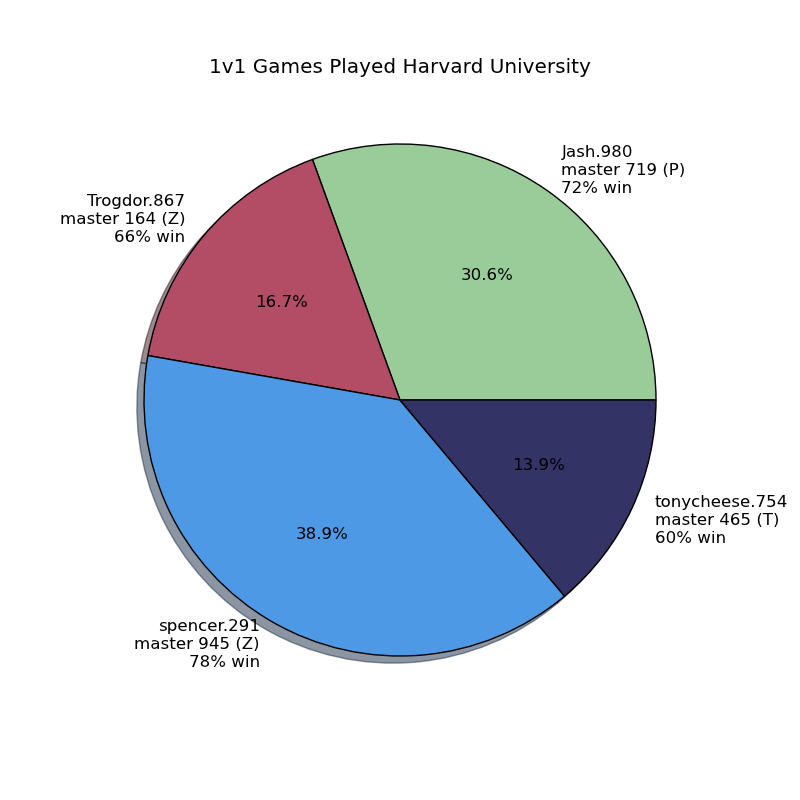 1v1 Games Played Harvard University
Jash.980
master 719 (P)
72% win
30.6%
Trogdor.867
master 164 (Z)
66% win
16.7%
spencer.291
master 945 (Z)
78% win
38.9%
tonycheese.754
master 465 (T)
60% win
13.9%